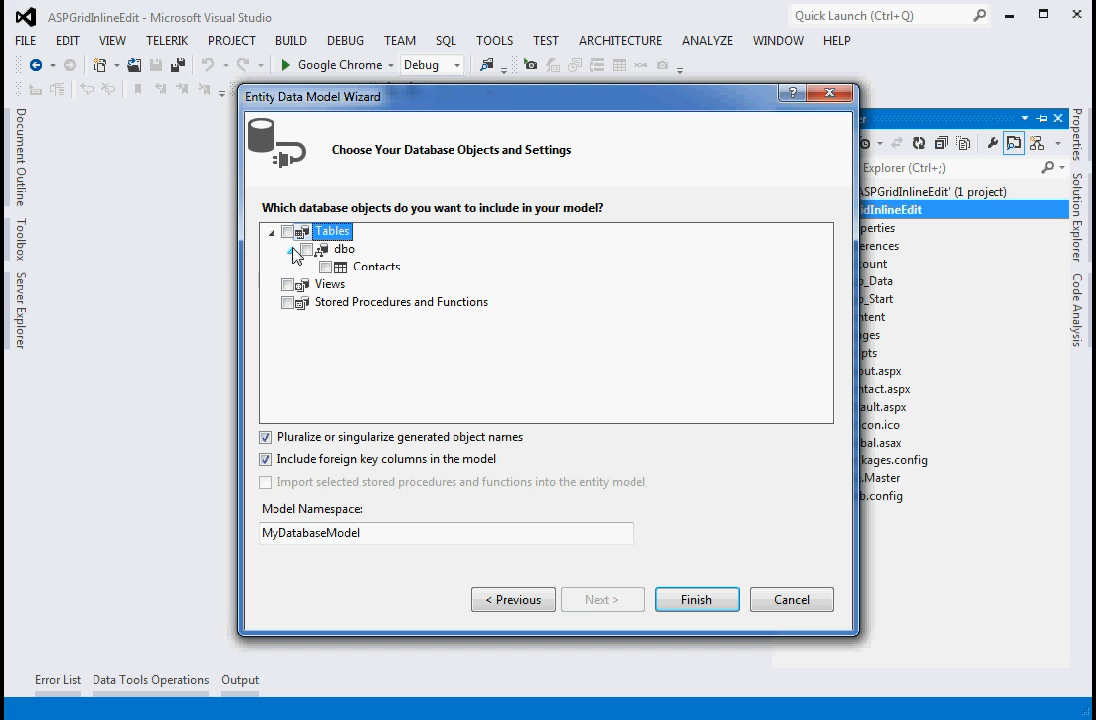 ASPGridInlineEdit - Microsoft Visual Studio
Quick Launch (Ctrl+Q)
FILE EDIT VIEW TELERIK PROJECT BUILD DEBUG TEAM SQL TOOLS TEST ARCHITECTURE ANALYZE WINDOW HELP
Google Chrome Debug
Document Outline
Toolbox
Server Explorer
Entity Data Model Wizard
Choose Your Database Objects and Settings
Which database objects do you want to include in your model?
Tables
dbo
Contacts
Views
Stored Procedures and Functions
Pluralize or singularize generated object names
Include foreign key columns in the model
Import selected stored procedures and functions into the entity model
Model Namespace:
MyDatabaseModel
< Previous Next > Finish Cancel
er
Explorer (Ctrl+;)
ASPGridInlineEdit' (1 project)
idInlineEdit
perties
erences
ount
p_Data
p_Start
ntent
ages
ipts
out.aspx
ntact.aspx
ault.aspx
con.ico
bal.asax
kages.config
.Master
b.config
Properties
Solution Explorer
Code Analysis
Error List Data Tools Operations Output